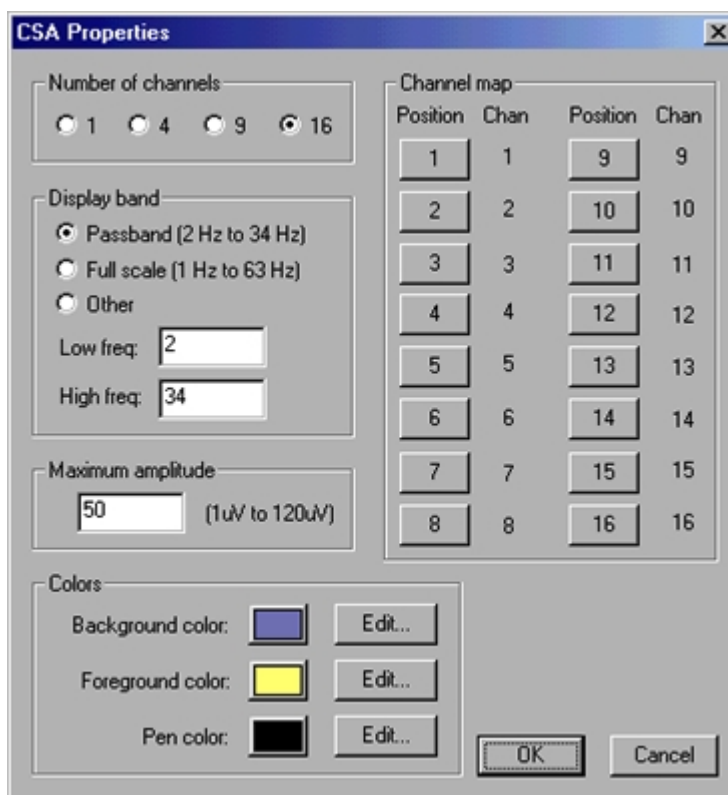 CSA Properties
Number of channels
1 4 9 16
Display band
Passband (2 Hz to 34 Hz)
Full scale (1 Hz to 63 Hz)
Other
Low freq: 2
High freq: 34
Maximum amplitude
50 (1uV to 120uV)
Channel map
Position Chan Position Chan
1 1 9 9
2 2 10 10
3 3 11 11
4 4 12 12
5 5 13 13
6 6 14 14
7 7 15 15
8 8 16 16
Colors
Background color: Edit...
Foreground color: Edit...
Pen color: Edit...
OK Cancel